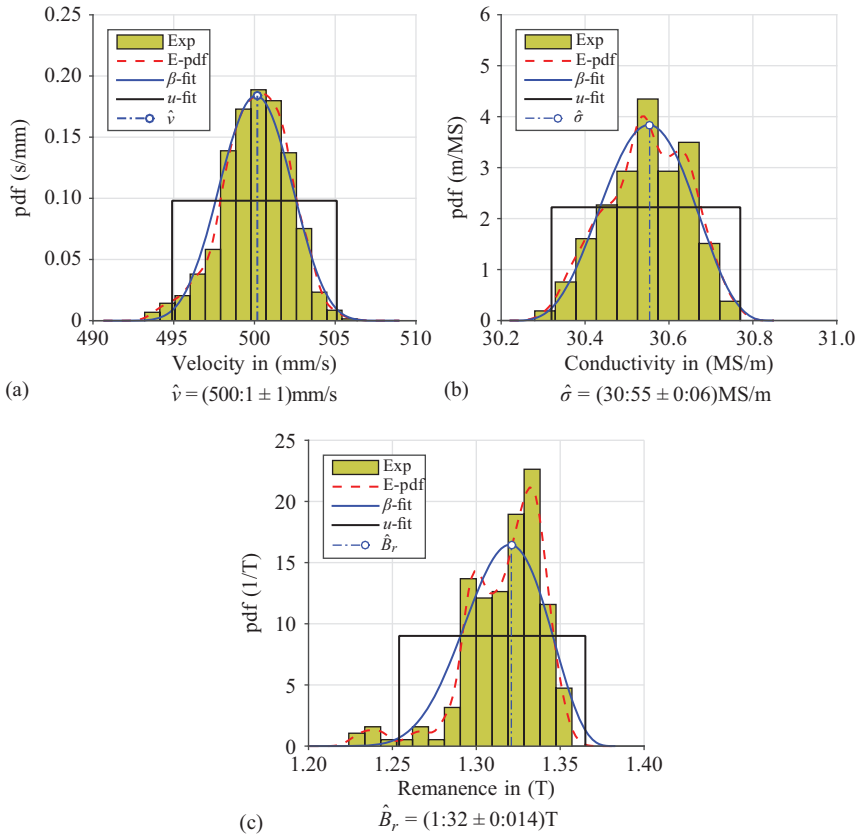 0.25
0.20
0.15
0.10
0.05
0
pdf (s/mm)
Exp
E-pdf
β-fit
u-fit
v̂
490 495 500 505 510
Velocity in (mm/s)
(a) v̂ = (500:1 ± 1)mm/s
6
5
4
3
2
1
0
pdf (m/MS)
Exp
E-pdf
β-fit
u-fit
σ̂
30.2 30.4 30.6 30.8 31.0
Conductivity in (MS/m)
(b) σ̂ = (30:55 ± 0:06)MS/m
25
20
15
10
5
0
pdf (1/T)
Exp
E-pdf
β-fit
u-fit
B̂r
1.20 1.25 1.30 1.35 1.40
Remanence in (T)
(c) B̂r = (1:32 ± 0:014)T